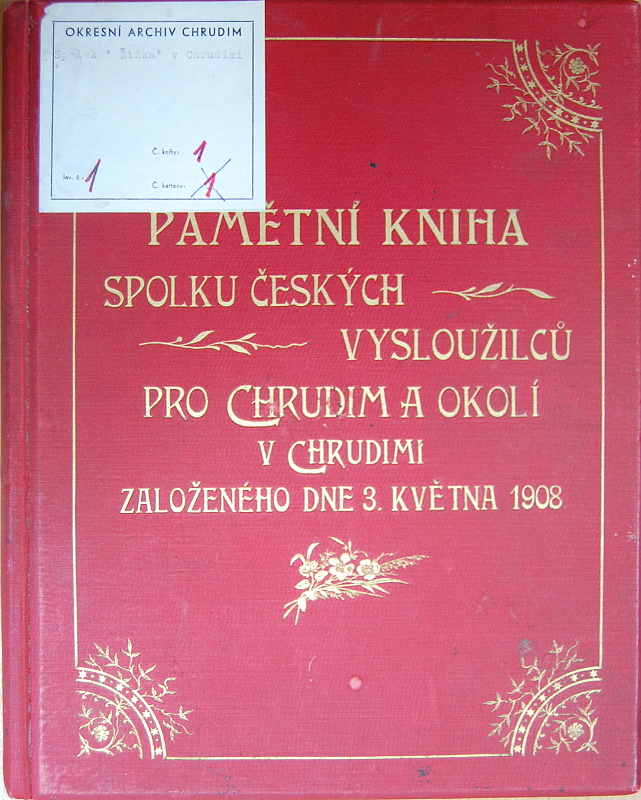 OKRESNÍ ARCHIV CHRUDIM
Spolek " Žižka" v Chrudimi
Č. knihy: 1
Inv. č.: 1
Č. kartonu: 1
PAMĚTNÍ KNIHA
SPOLKU ČESKÝCH
VYSLOUŽILCŮ
PRO CHRUDIM A OKOLÍ
V CHRUDIMI
ZALOŽENÉHO DNE 3. KVĚTNA 1908